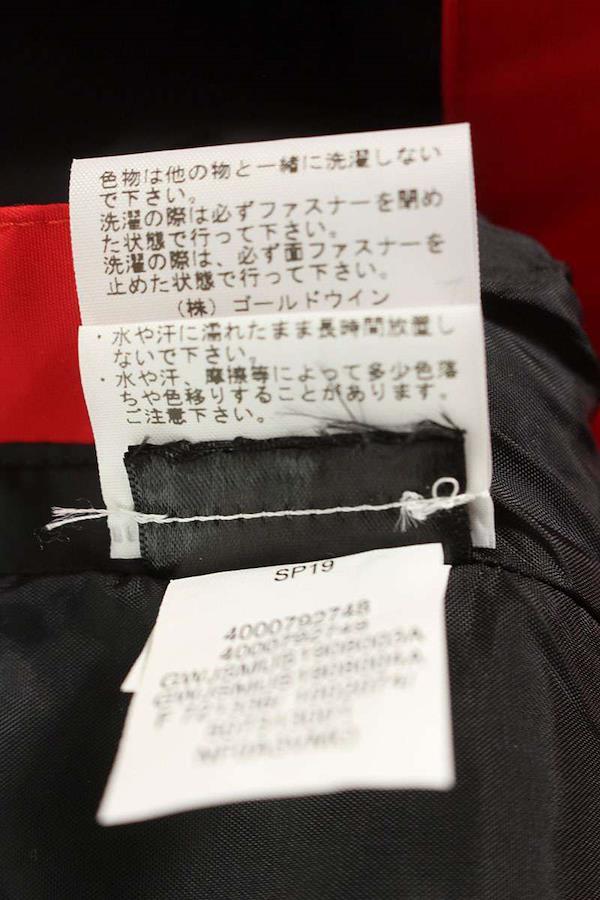 色物は他の物と一緒に洗濯しない
で下さい。
洗濯の際は必ずファスナーを閉め
た状態で行って下さい。
洗濯の際は、必ず面ファスナーを
止めた状態で行って下さい。
(株)ゴールドウイン
・水や汗に濡れたまま長時間放置し
ないで下さい。
・水や汗、摩擦等によって多少色落
ちや色移りすることがあります。
ご注意下さい。
SP19
4000792748
4000792749